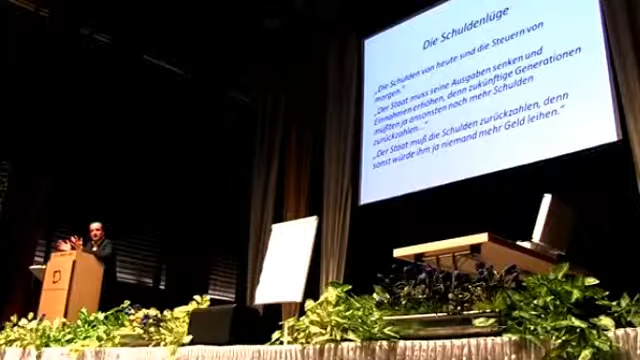 Die Schuldenlüge
„Die Schulden von heute sind die Steuern von
morgen."
„Der Staat muss seine Ausgaben senken und
Einnahmen erhöhen, denn zukünftige Generationen
müßten ja ansonsten noch mehr Schulden
zurückzahlen..."
„Der Staat muß die Schulden zurückzahlen, denn
sonst würde ihm ja niemand mehr Geld leihen."